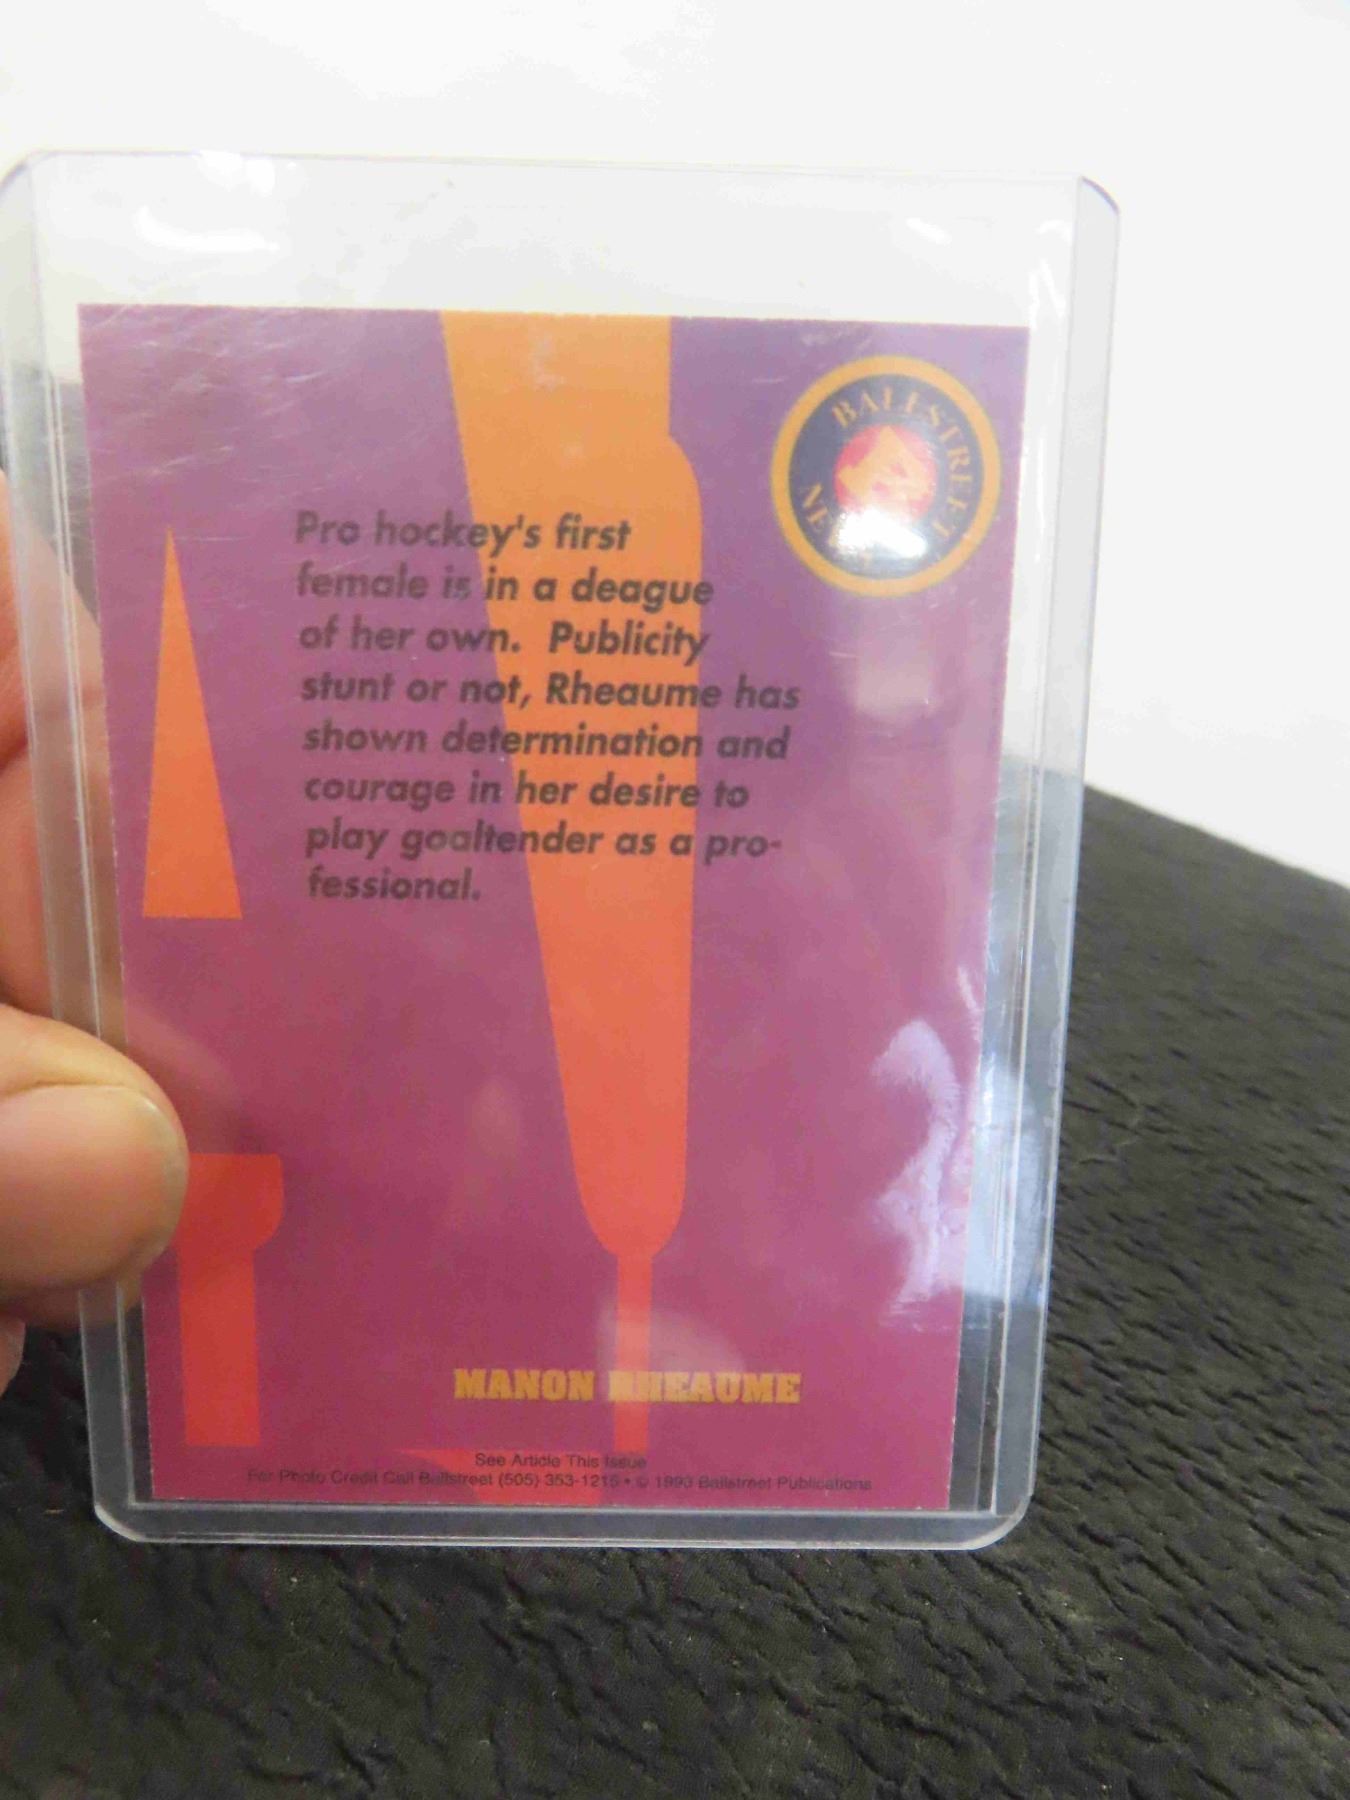 BALLSTREET
Pro hockey's first
female is in a deague
of her own. Publicity
stunt or not, Rheaume has
shown determination and
courage in her desire to
play goaltender as a pro-
fessional.
MANON RHEAUME
See Article This Issue
For Photo Credit Call Ballstreet (505) 353-1215 • © 1993 Ballstreet Publications